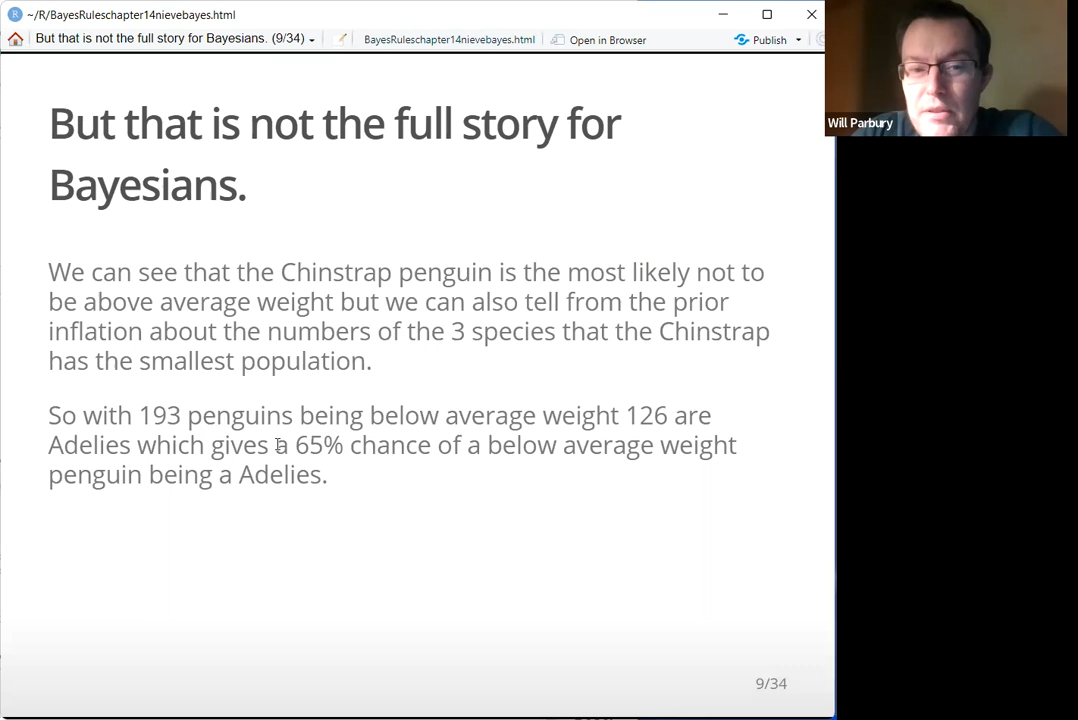 ~/R/BayesRuleschapter14nievebayes.html
But that is not the full story for Bayesians. (9/34)
BayesRuleschapter14nievebayes.html
Open in Browser
Publish
Will Parbury
But that is not the full story for
Bayesians.
We can see that the Chinstrap penguin is the most likely not to
be above average weight but we can also tell from the prior
inflation about the numbers of the 3 species that the Chinstrap
has the smallest population.
So with 193 penguins being below average weight 126 are
Adelies which gives a 65% chance of a below average weight
penguin being a Adelies.
9/34